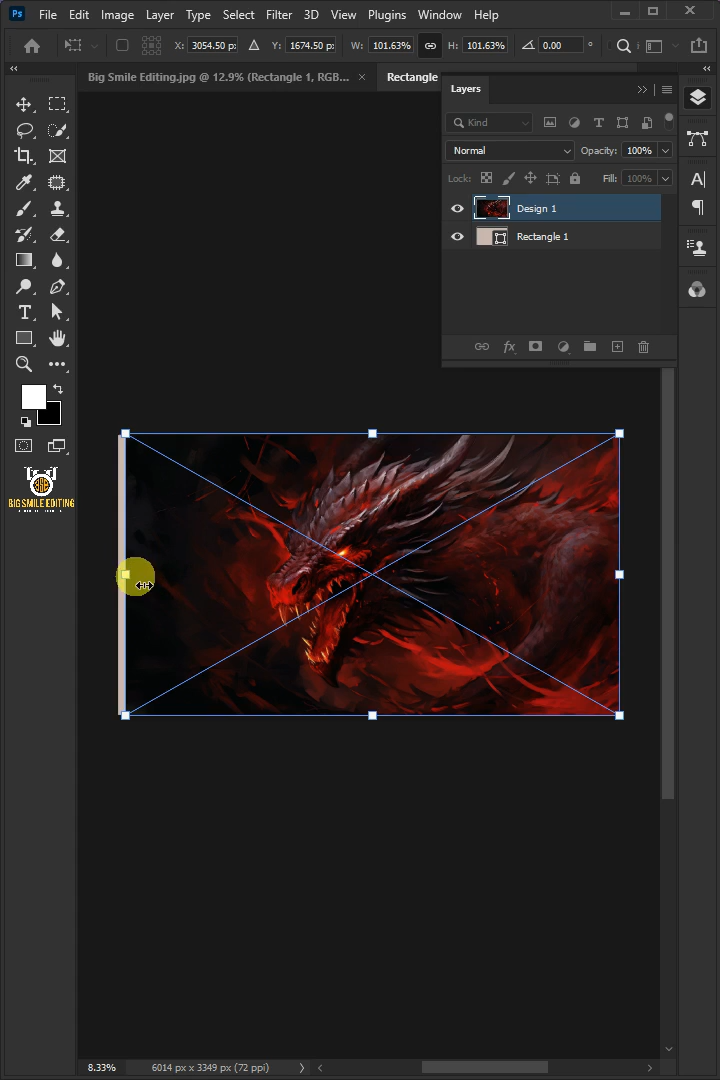 Ps File Edit Image Layer Type Select Filter 3D View Plugins Window Help
X: 3054.50 px Y: 1674.50 px W: 101.63% H: 101.63% 0.00 °
Big Smile Editing.jpg @ 12.9% (Rectangle 1, RGB... × Rectangle
Layers
Kind
Normal Opacity: 100%
Lock: Fill: 100%
Design 1
Rectangle 1
BIG SMILE EDITING
8.33% 6014 px x 3349 px (72 ppi)